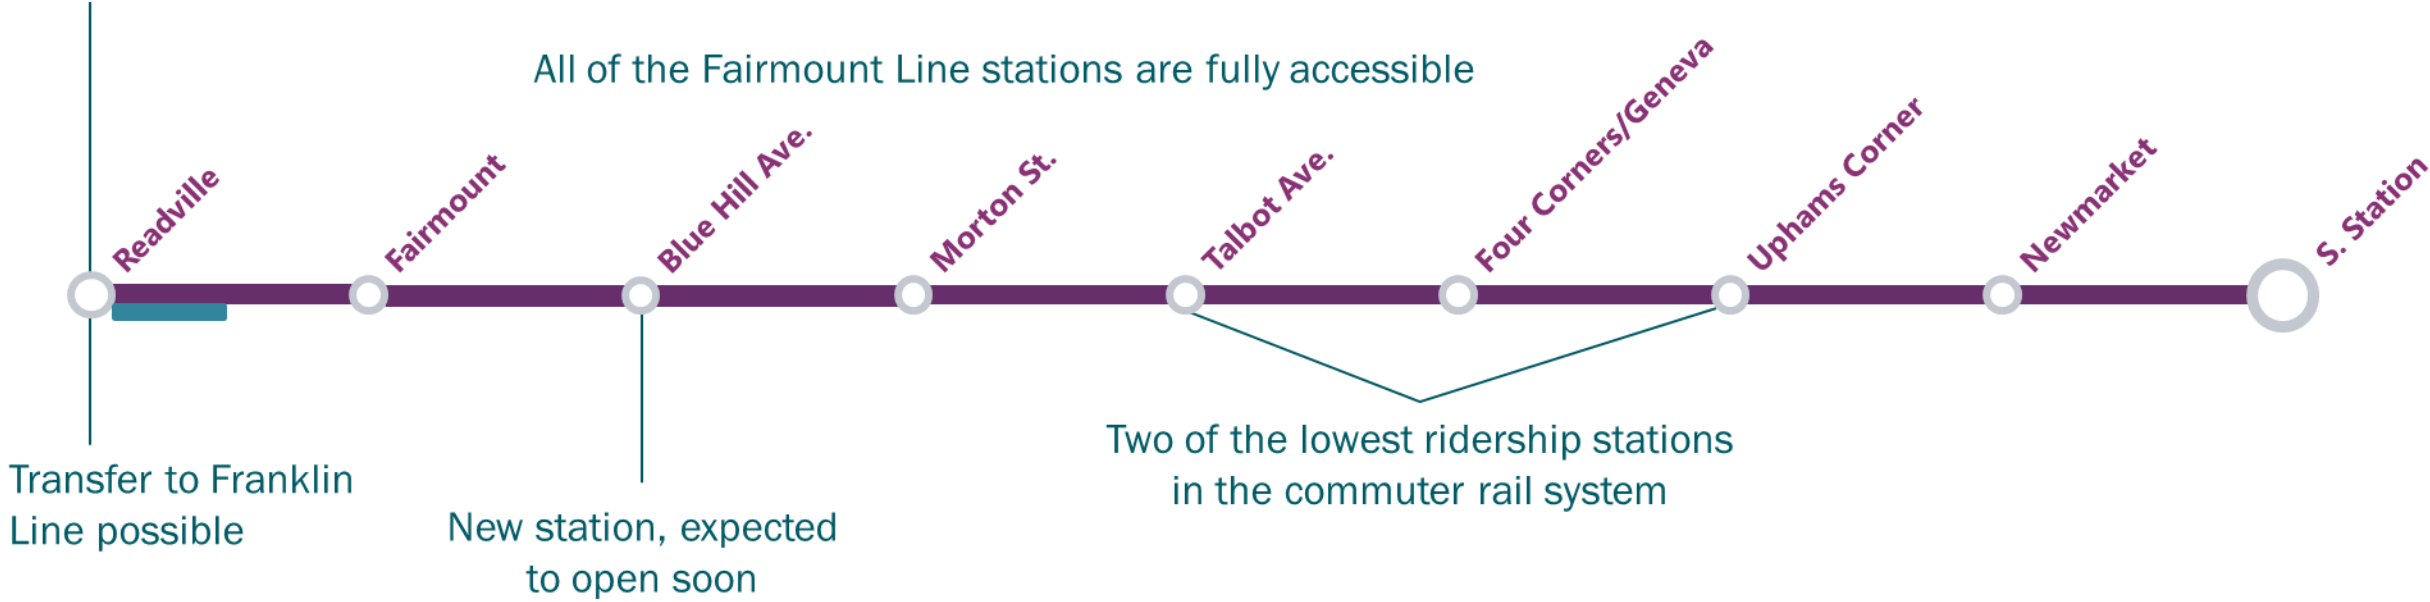 All of the Fairmount Line stations are fully accessible
Readville
Fairmount
Blue Hill Ave.
Morton St.
Talbot Ave.
Four Corners/Geneva
Uphams Corner
Newmarket
S. Station
Transfer to Franklin
Line possible
New station, expected
to open soon
Two of the lowest ridership stations
in the commuter rail system